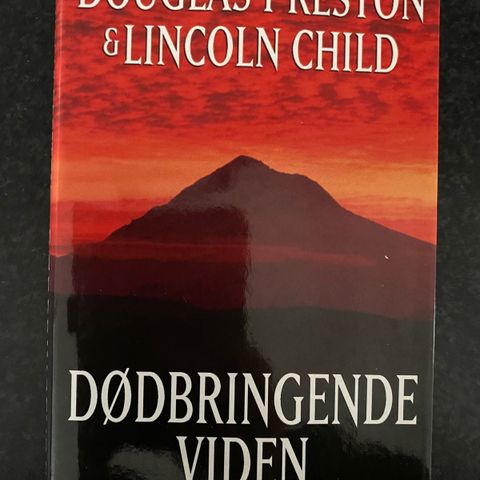 DOUGLAS PRESTON
& LINCOLN CHILD
DØDBRINGENDE
VIDEN